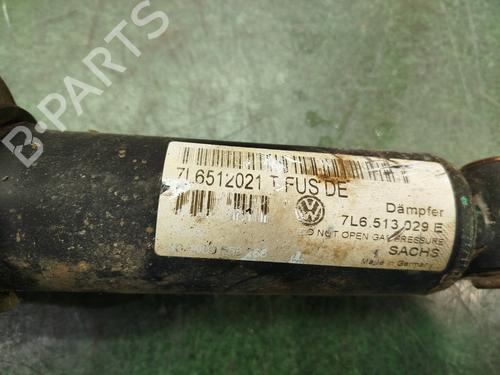 B-PARTS
7L6512021 T FUS DE
Dämpfer
7L6.513 029 E
DO NOT OPEN GAS PRESSURE
SACHS
Made in Germany